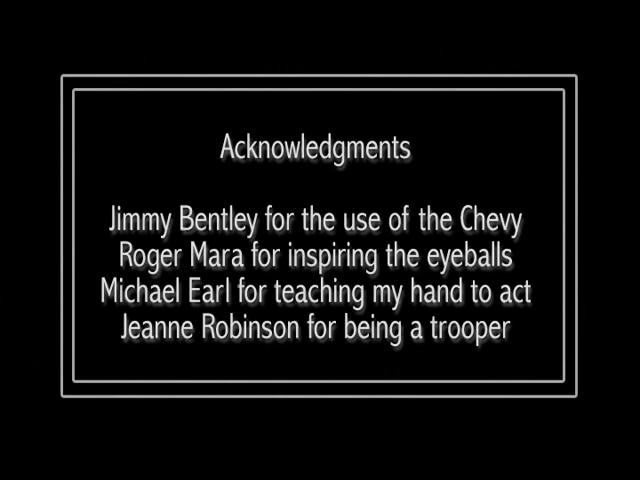 Acknowledgments
Jimmy Bentley for the use of the Chevy
Roger Mara for inspiring the eyeballs
Michael Earl for teaching my hand to act
Jeanne Robinson for being a trooper